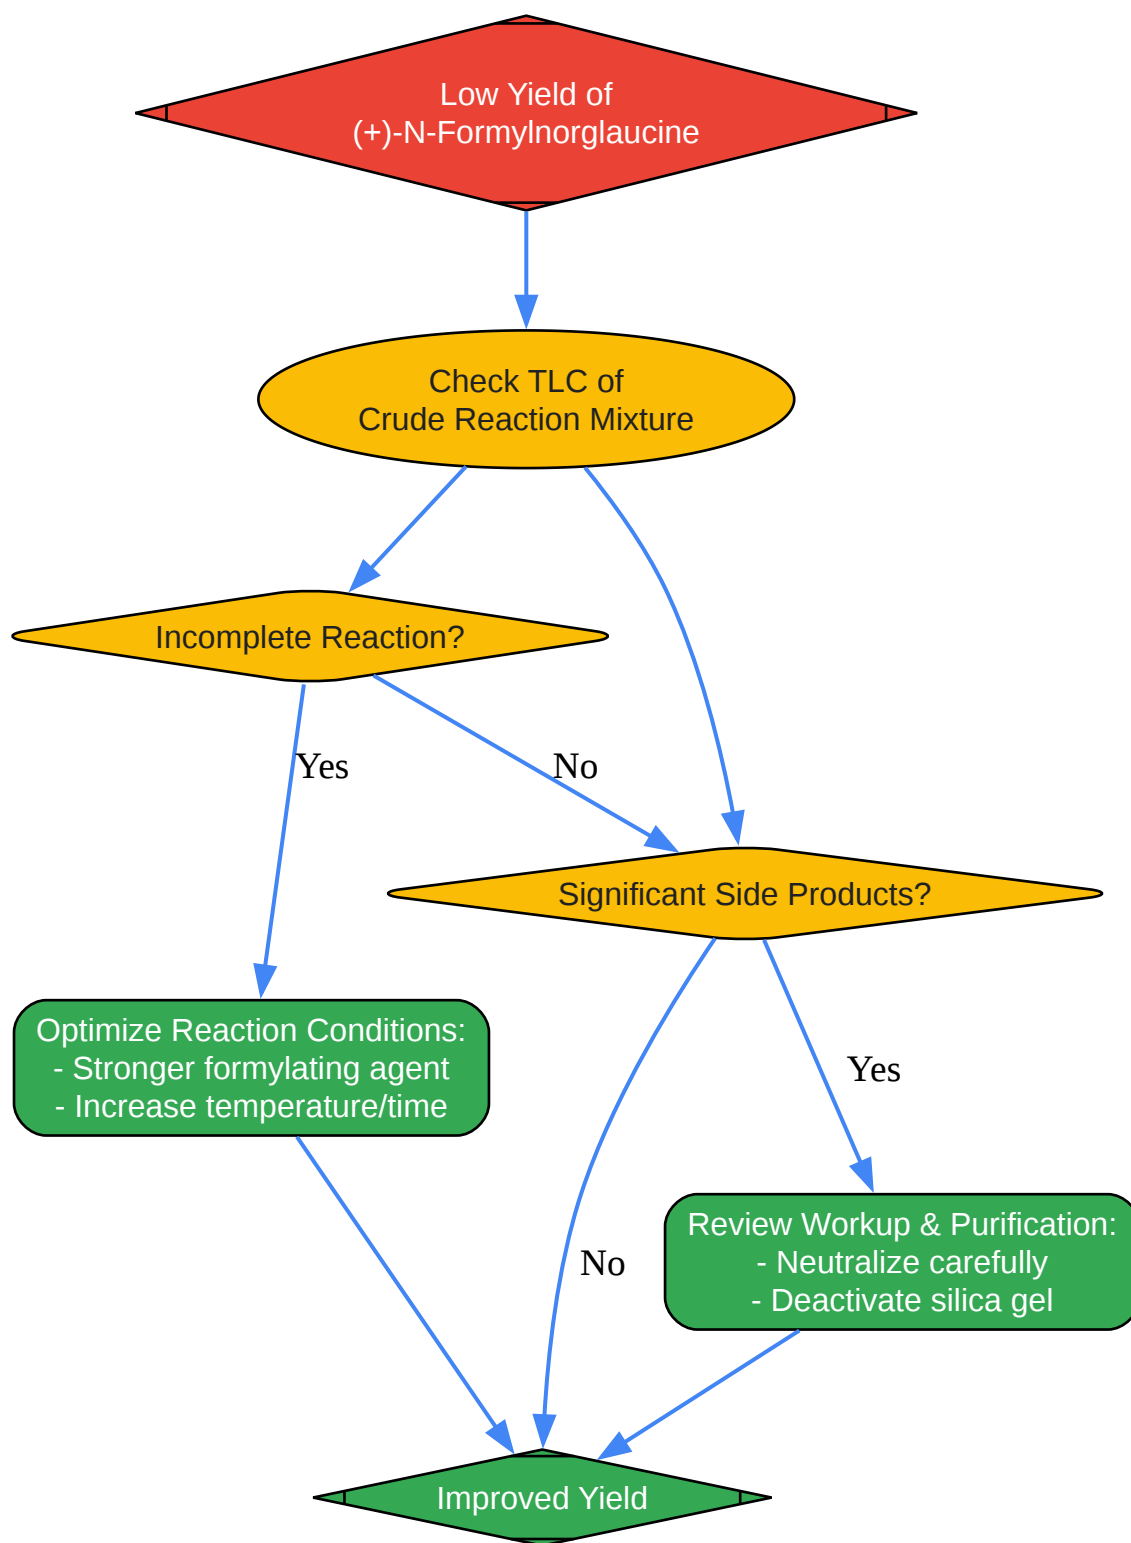 Low Yield of
(+)-N-Formylnorglaucine
Check TLC of
Crude Reaction Mixture
Incomplete Reaction?
Yes
No
Significant Side Products?
Optimize Reaction Conditions:
- Stronger formylating agent
- Increase temperature/time
Yes
No
Review Workup & Purification:
- Neutralize carefully
- Deactivate silica gel
Improved Yield